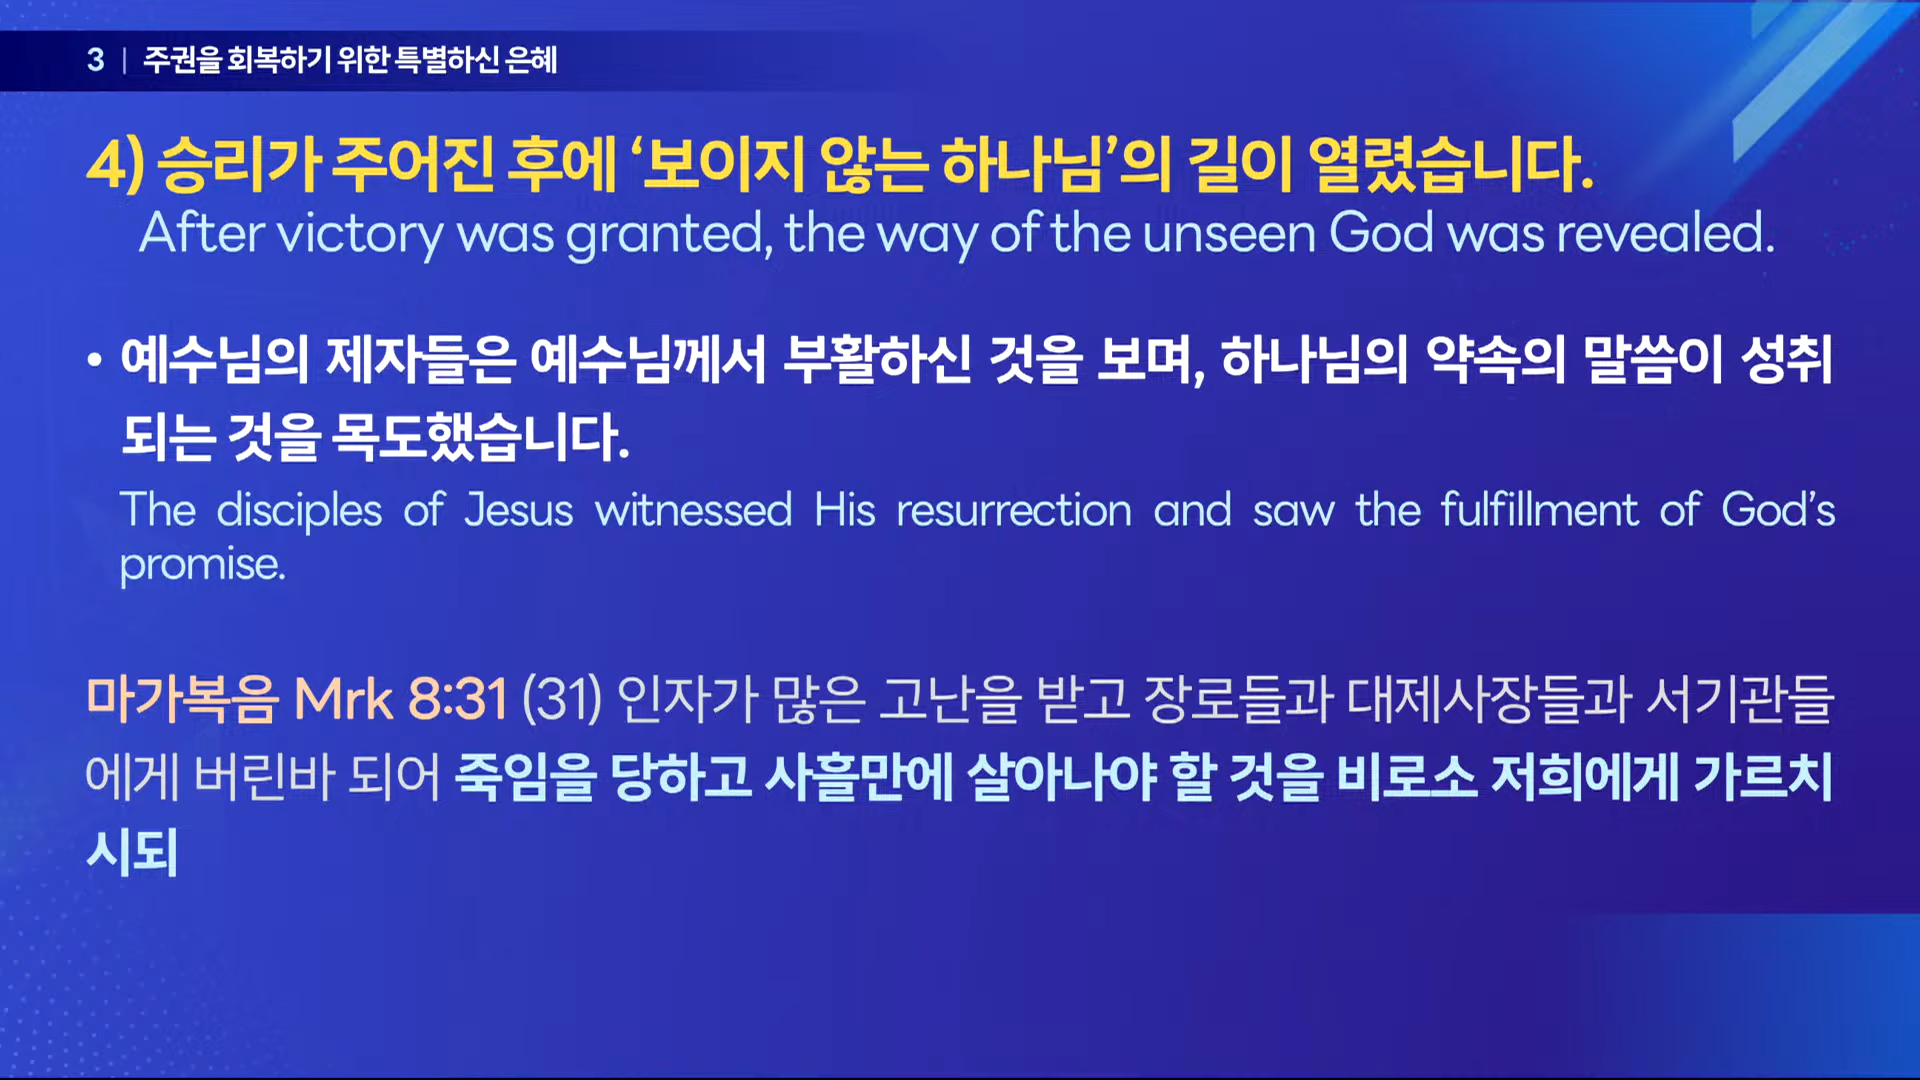 3 | 주권을 회복하기 위한 특별하신 은혜
4) 승리가 주어진 후에 ‘보이지 않는 하나님’의 길이 열렸습니다.
After victory was granted, the way of the unseen God was revealed.
• 예수님의 제자들은 예수님께서 부활하신 것을 보며, 하나님의 약속의 말씀이 성취
되는 것을 목도했습니다.
The disciples of Jesus witnessed His resurrection and saw the fulfillment of God’s
promise.
마가복음 Mrk 8:31 (31) 인자가 많은 고난을 받고 장로들과 대제사장들과 서기관들
에게 버린바 되어 죽임을 당하고 사흘만에 살아나야 할 것을 비로소 저희에게 가르치
시되